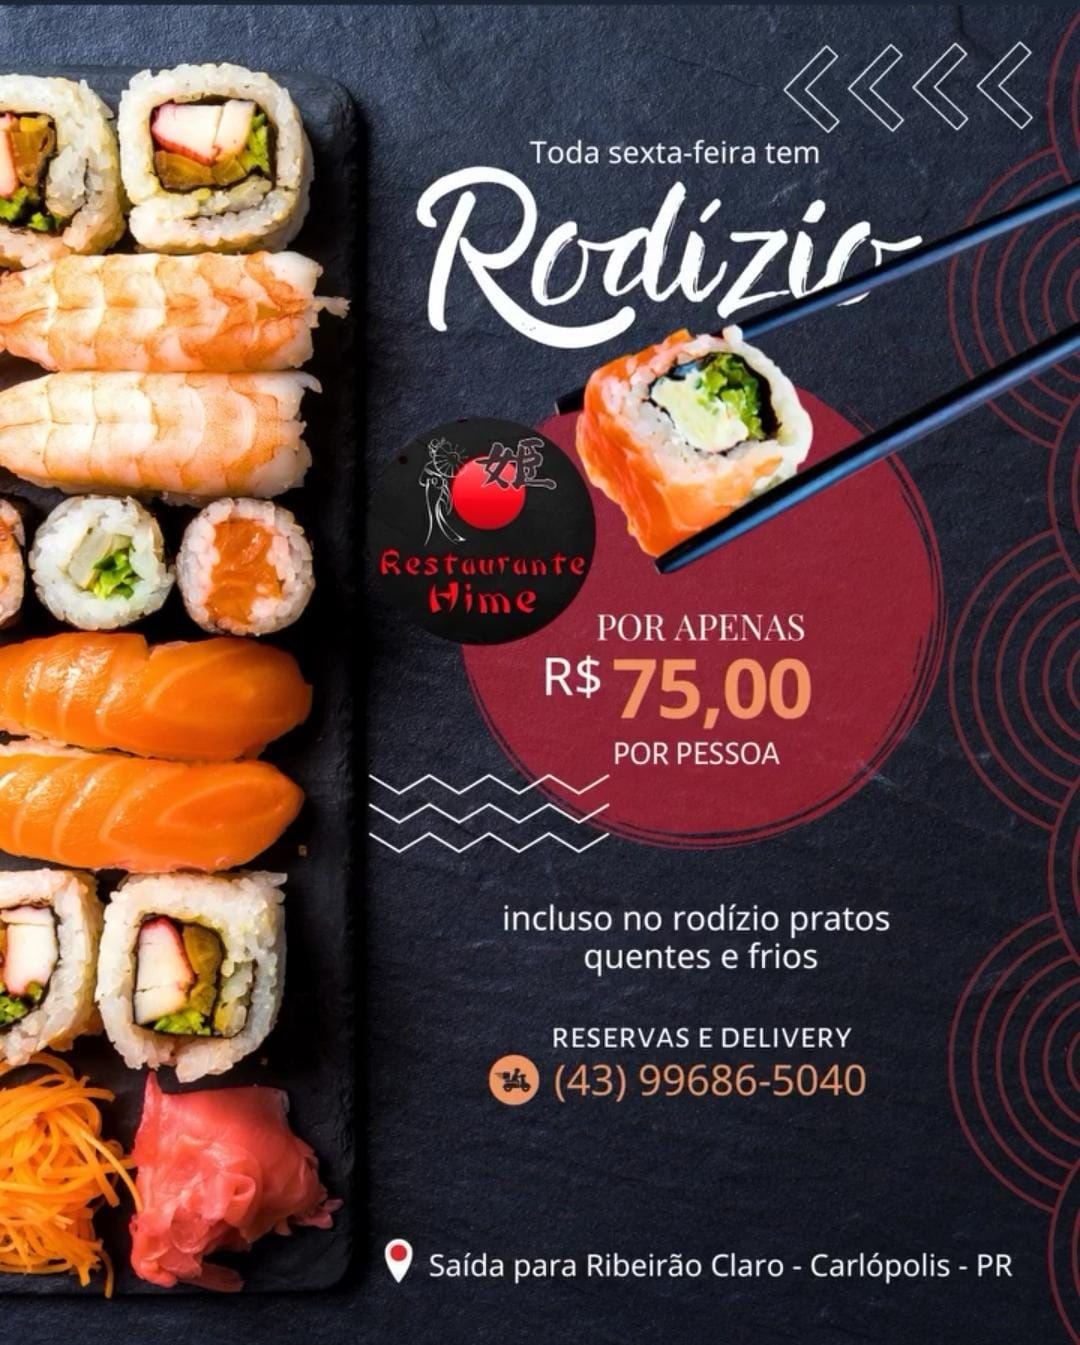 Toda sexta-feira tem
Rodízio
姫
Restaurante
Hime
POR APENAS
R$ 75,00
POR PESSOA
incluso no rodízio pratos
quentes e frios
RESERVAS E DELIVERY
(43) 99686-5040
Saída para Ribeirão Claro - Carlópolis - PR